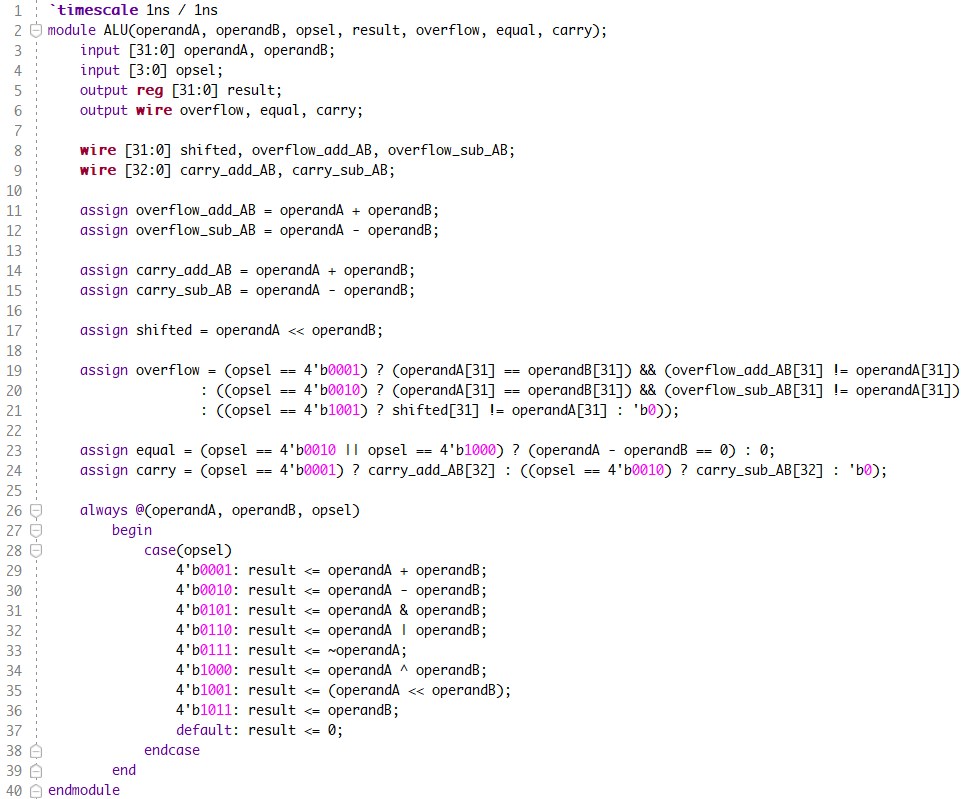 1 `timescale 1ns / 1ns
2 module ALU(operandA, operandB, opsel, result, overflow, equal, carry);
3     input [31:0] operandA, operandB;
4     input [3:0] opsel;
5     output reg [31:0] result;
6     output wire overflow, equal, carry;
7
8     wire [31:0] shifted, overflow_add_AB, overflow_sub_AB;
9     wire [32:0] carry_add_AB, carry_sub_AB;
10
11     assign overflow_add_AB = operandA + operandB;
12     assign overflow_sub_AB = operandA - operandB;
13
14     assign carry_add_AB = operandA + operandB;
15     assign carry_sub_AB = operandA - operandB;
16
17     assign shifted = operandA << operandB;
18
19     assign overflow = (opsel == 4'b0001) ? (operandA[31] == operandB[31]) && (overflow_add_AB[31] != operandA[31])
20                    : ((opsel == 4'b0010) ? (operandA[31] == operandB[31]) && (overflow_sub_AB[31] != operandA[31])
21                    : ((opsel == 4'b1001) ? shifted[31] != operandA[31] : 'b0));
22
23     assign equal = (opsel == 4'b0010 || opsel == 4'b1000) ? (operandA - operandB == 0) : 0;
24     assign carry = (opsel == 4'b0001) ? carry_add_AB[32] : ((opsel == 4'b0010) ? carry_sub_AB[32] : 'b0);
25
26     always @(operandA, operandB, opsel)
27         begin
28             case(opsel)
29                 4'b0001: result <= operandA + operandB;
30                 4'b0010: result <= operandA - operandB;
31                 4'b0101: result <= operandA & operandB;
32                 4'b0110: result <= operandA | operandB;
33                 4'b0111: result <= ~operandA;
34                 4'b1000: result <= operandA ^ operandB;
35                 4'b1001: result <= (operandA << operandB);
36                 4'b1011: result <= operandB;
37                 default: result <= 0;
38             endcase
39         end
40 endmodule